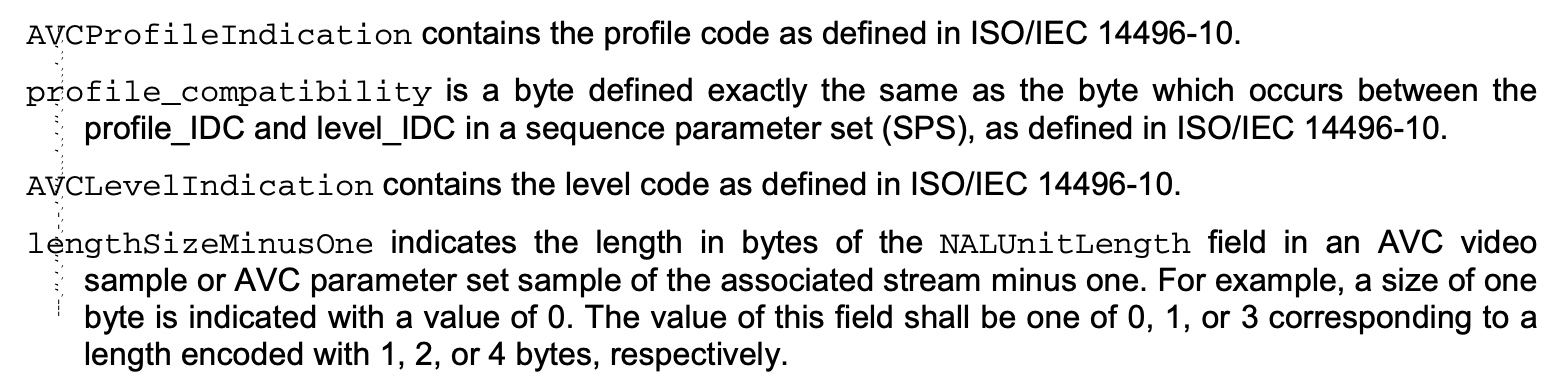 AVCProfileIndication contains the profile code as defined in ISO/IEC 14496-10.
profile_compatibility is a byte defined exactly the same as the byte which occurs between the
profile_IDC and level_IDC in a sequence parameter set (SPS), as defined in ISO/IEC 14496-10.
AVCLevelIndication contains the level code as defined in ISO/IEC 14496-10.
lengthSizeMinusOne indicates the length in bytes of the NALUnitLength field in an AVC video
sample or AVC parameter set sample of the associated stream minus one. For example, a size of one
byte is indicated with a value of 0. The value of this field shall be one of 0, 1, or 3 corresponding to a
length encoded with 1, 2, or 4 bytes, respectively.